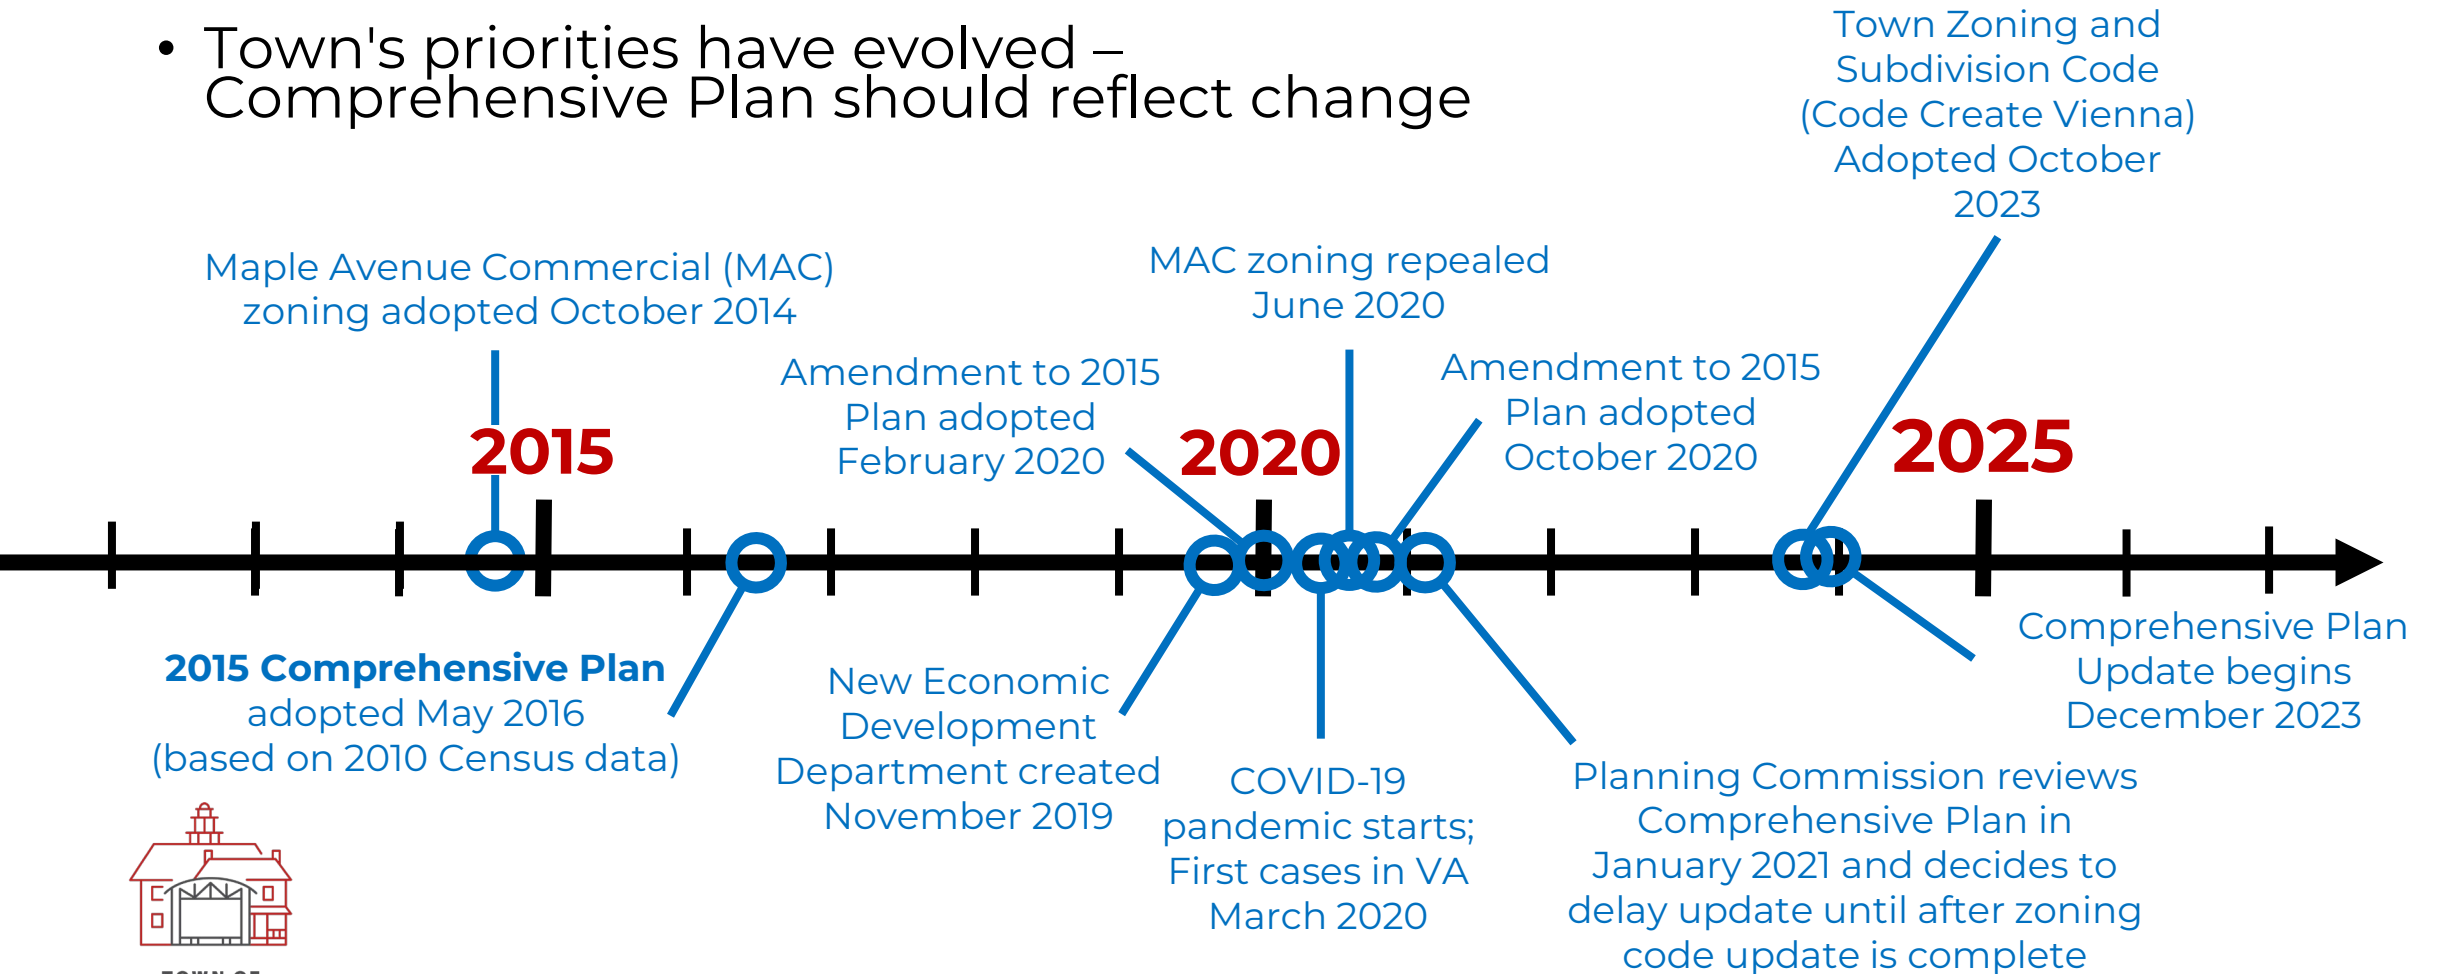 • Town's priorities have evolved –
Comprehensive Plan should reflect change
Town Zoning and
Subdivision Code
(Code Create Vienna)
Adopted October
2023
Maple Avenue Commercial (MAC)
zoning adopted October 2014
MAC zoning repealed
June 2020
Amendment to 2015
Plan adopted
February 2020
Amendment to 2015
Plan adopted
October 2020
2015
2020
2025
2015 Comprehensive Plan
adopted May 2016
(based on 2010 Census data)
New Economic
Development
Department created
November 2019
COVID-19
pandemic starts;
First cases in VA
March 2020
Planning Commission reviews
Comprehensive Plan in
January 2021 and decides to
delay update until after zoning
code update is complete
Comprehensive Plan
Update begins
December 2023
TOWN OF